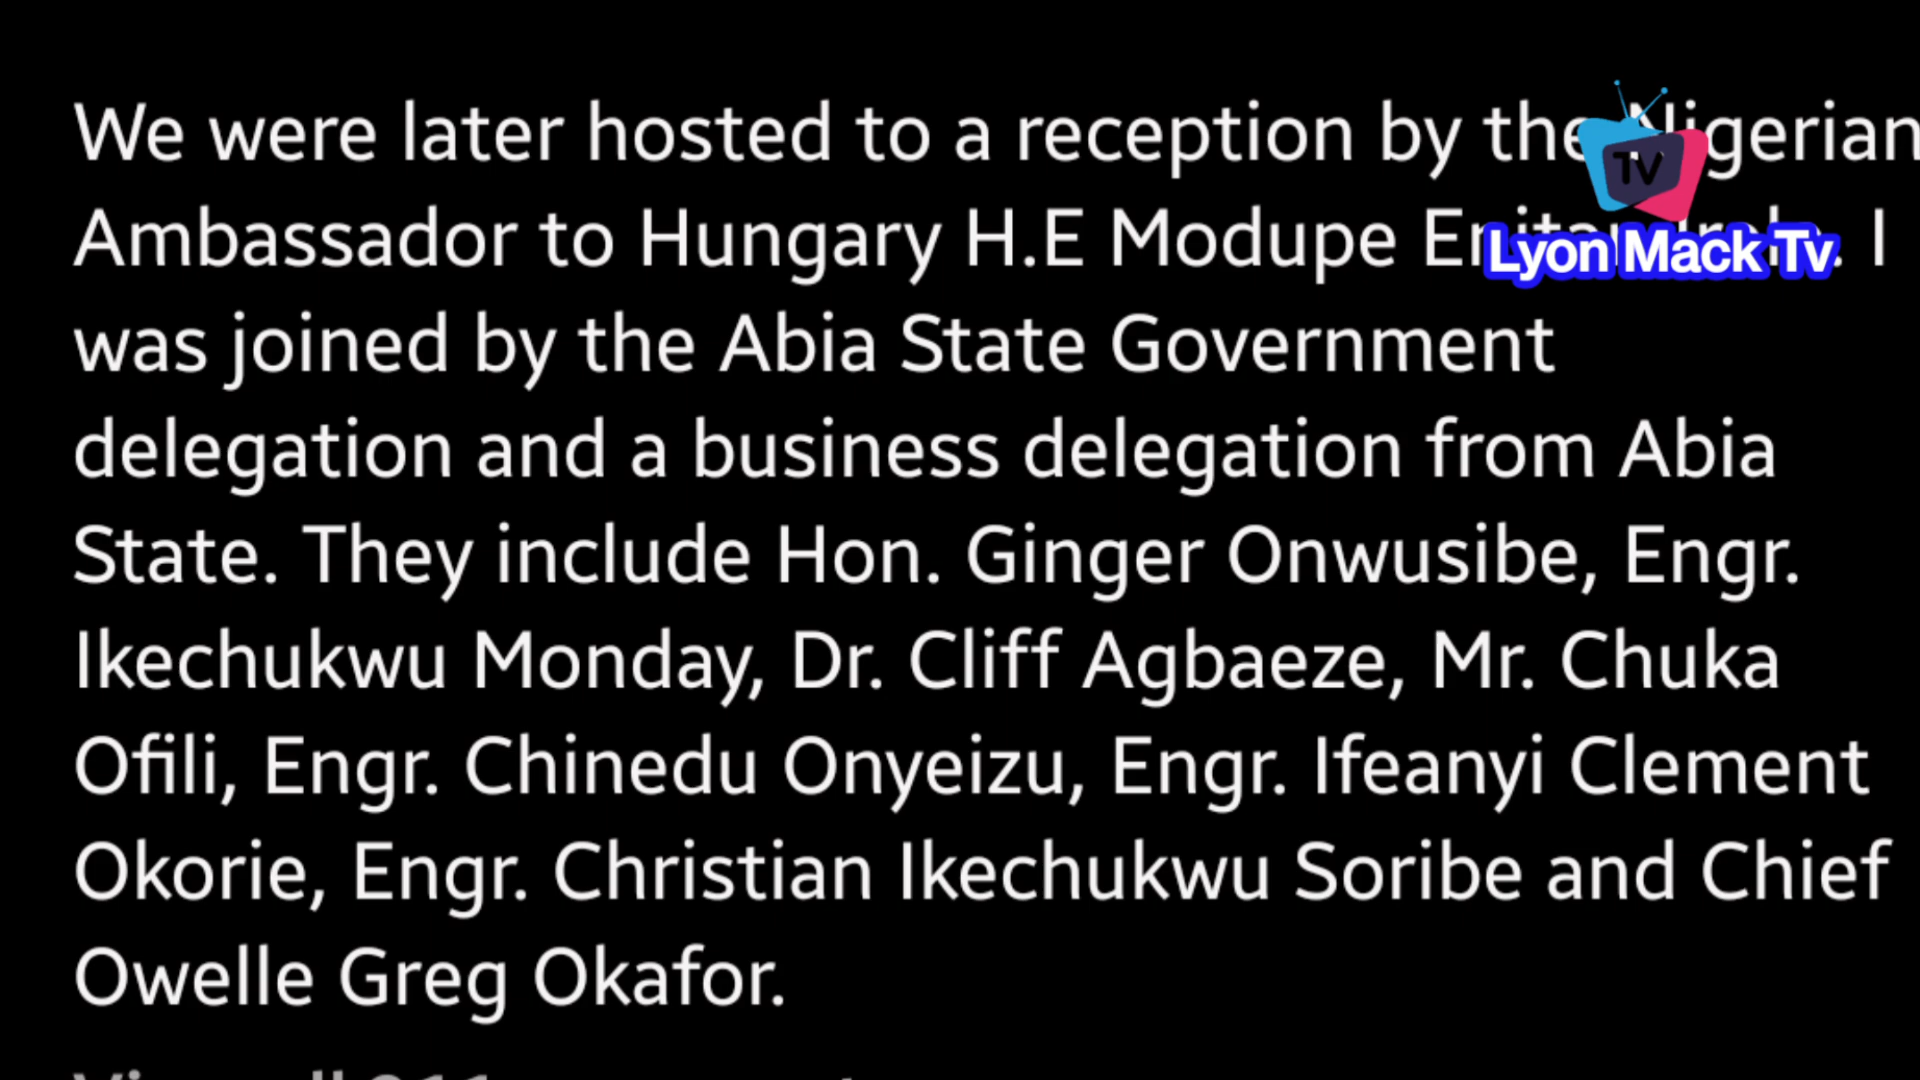 We were later hosted to a reception by the Nigerian
Ambassador to Hungary H.E Modupe I
was joined by the Abia State Government
delegation and a business delegation from Abia
State. They include Hon. Ginger Onwusibe, Engr.
Ikechukwu Monday, Dr. Cliff Agbaeze, Mr. Chuka
Ofili, Engr. Chinedu Onyeizu, Engr. Ifeanyi Clement
Okorie, Engr. Christian Ikechukwu Soribe and Chief
Owelle Greg Okafor.
TV
Lyon Mack Tv